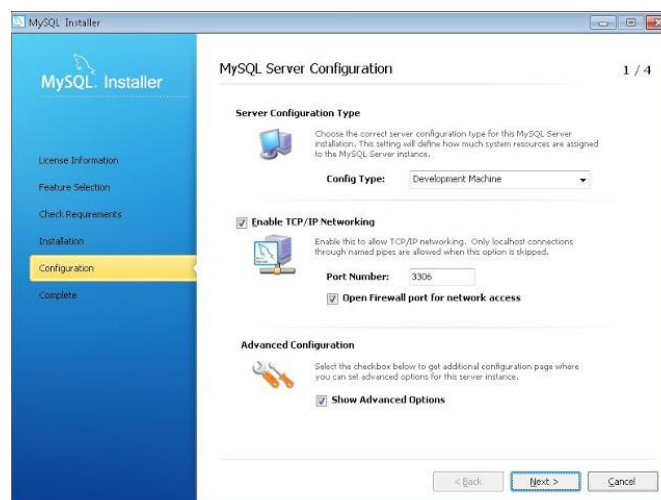 MySQL Installer
MySQL. Installer
License Information
Feature Selection
Check Requirements
Installation
Configuration
Complete
MySQL Server Configuration
1 / 4
Server Configuration Type
Choose the correct server configuration type for this MySQL Server
installation. This setting will define how much system resources are assigned
to the MySQL Server instance.
Config Type:
Development Machine
Enable TCP/IP Networking
Enable this to allow TCP/IP networking. Only localhost connections
through named pipes are allowed when this option is skipped.
Port Number:
3306
Open Firewall port for network access
Advanced Configuration
Select the checkbox below to get additional configuration page where
you can set advanced options for this server instance.
Show Advanced Options
< Back
Next >
Cancel